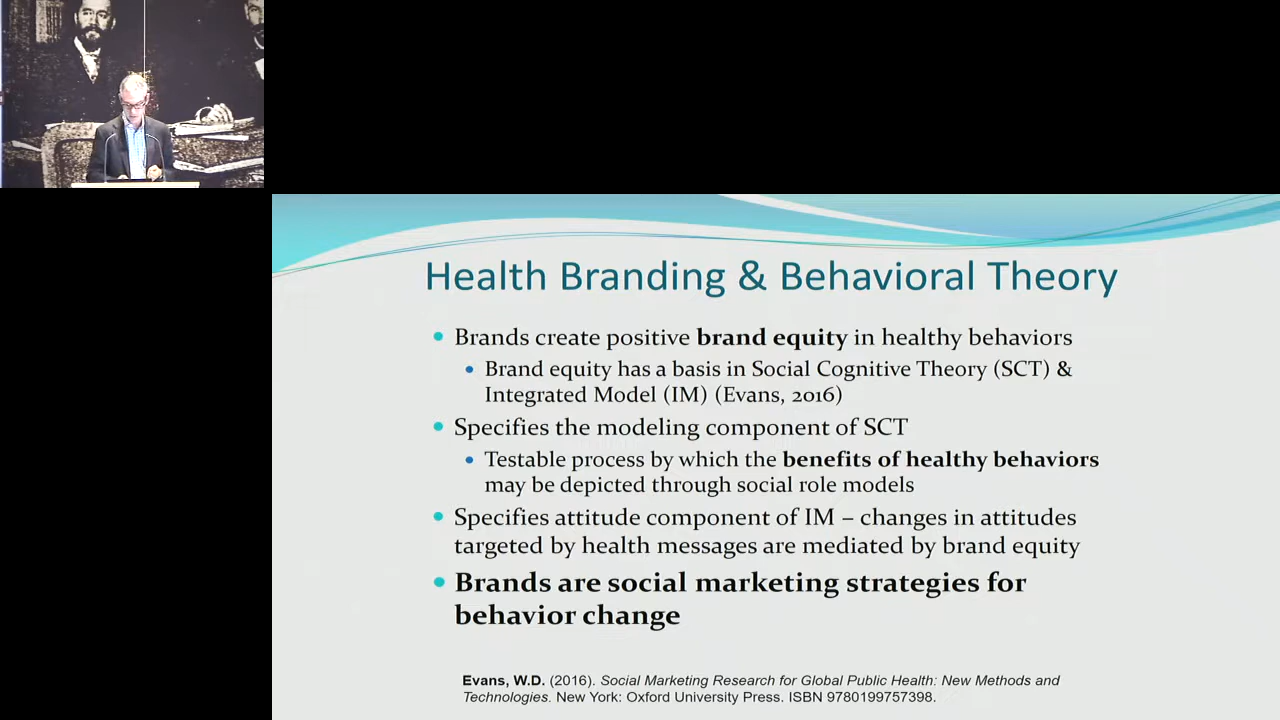 Health Branding & Behavioral Theory
Brands create positive brand equity in healthy behaviors
Brand equity has a basis in Social Cognitive Theory (SCT) &
Integrated Model (IM) (Evans, 2016)
Specifies the modeling component of SCT
Testable process by which the benefits of healthy behaviors
may be depicted through social role models
Specifies attitude component of IM – changes in attitudes
targeted by health messages are mediated by brand equity
Brands are social marketing strategies for
behavior change
Evans, W.D. (2016). Social Marketing Research for Global Public Health: New Methods and
Technologies. New York: Oxford University Press. ISBN 9780199757398.